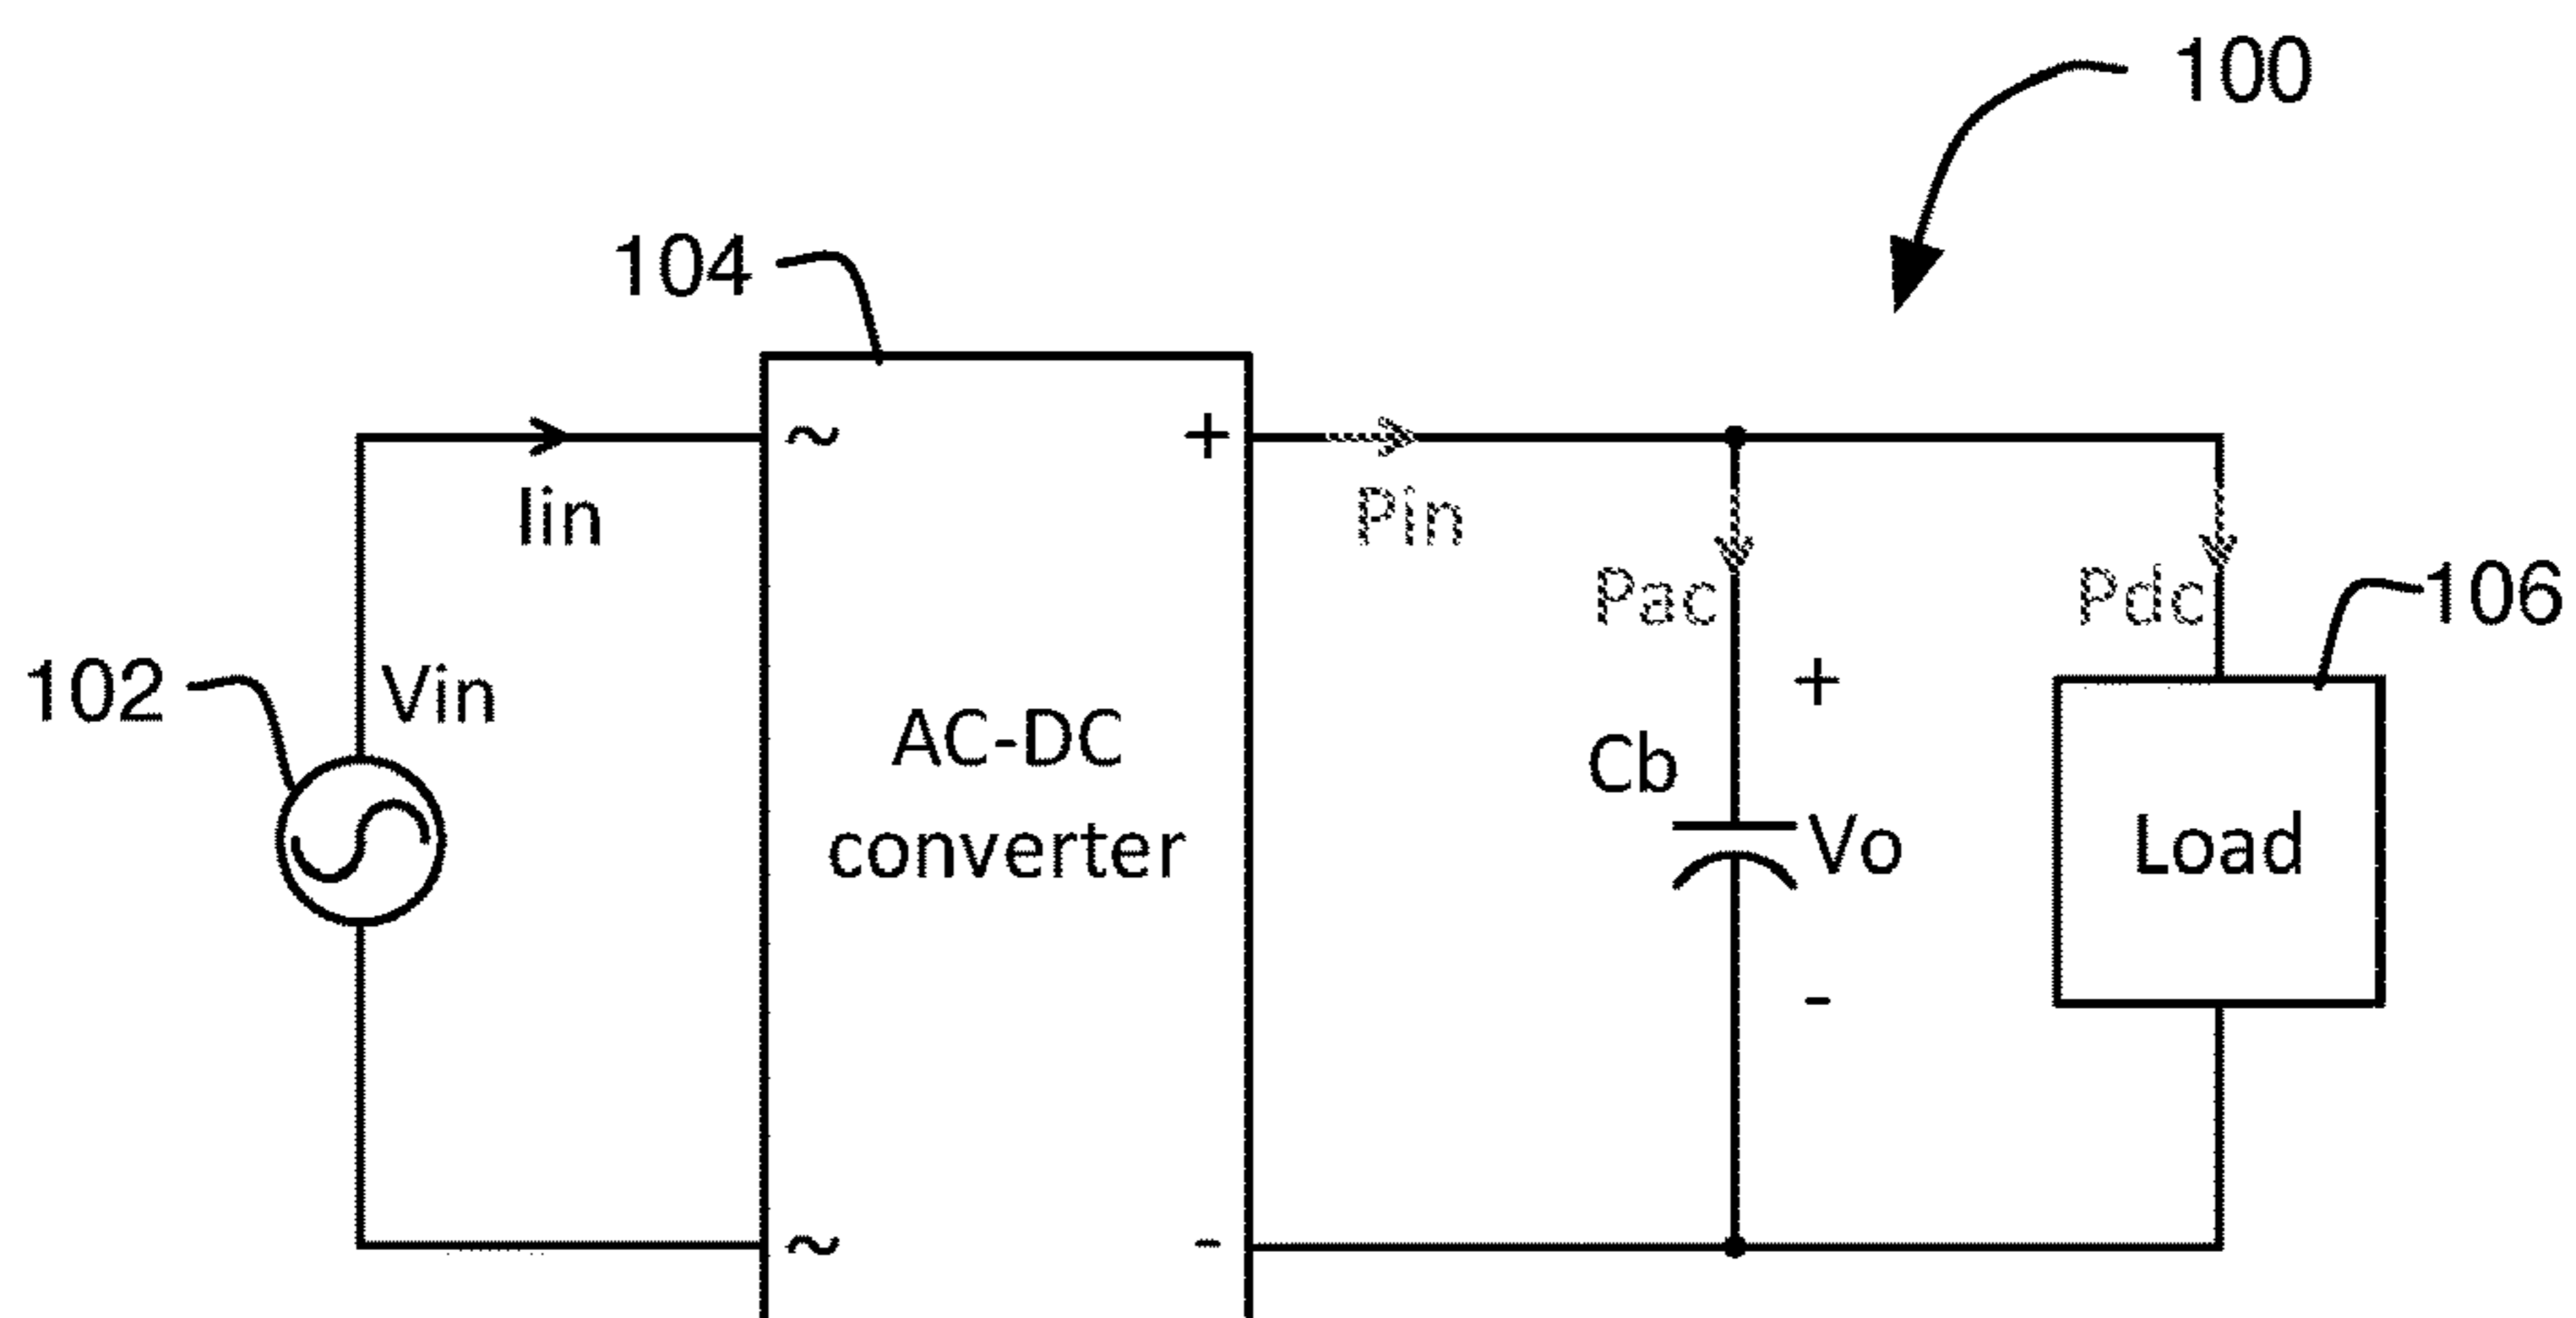 100
104
~
+
Iin
Pin
Pac
Pdc
106
102
Vin
+
AC-DC
converter
Cb
Vo
Load
-
~
-